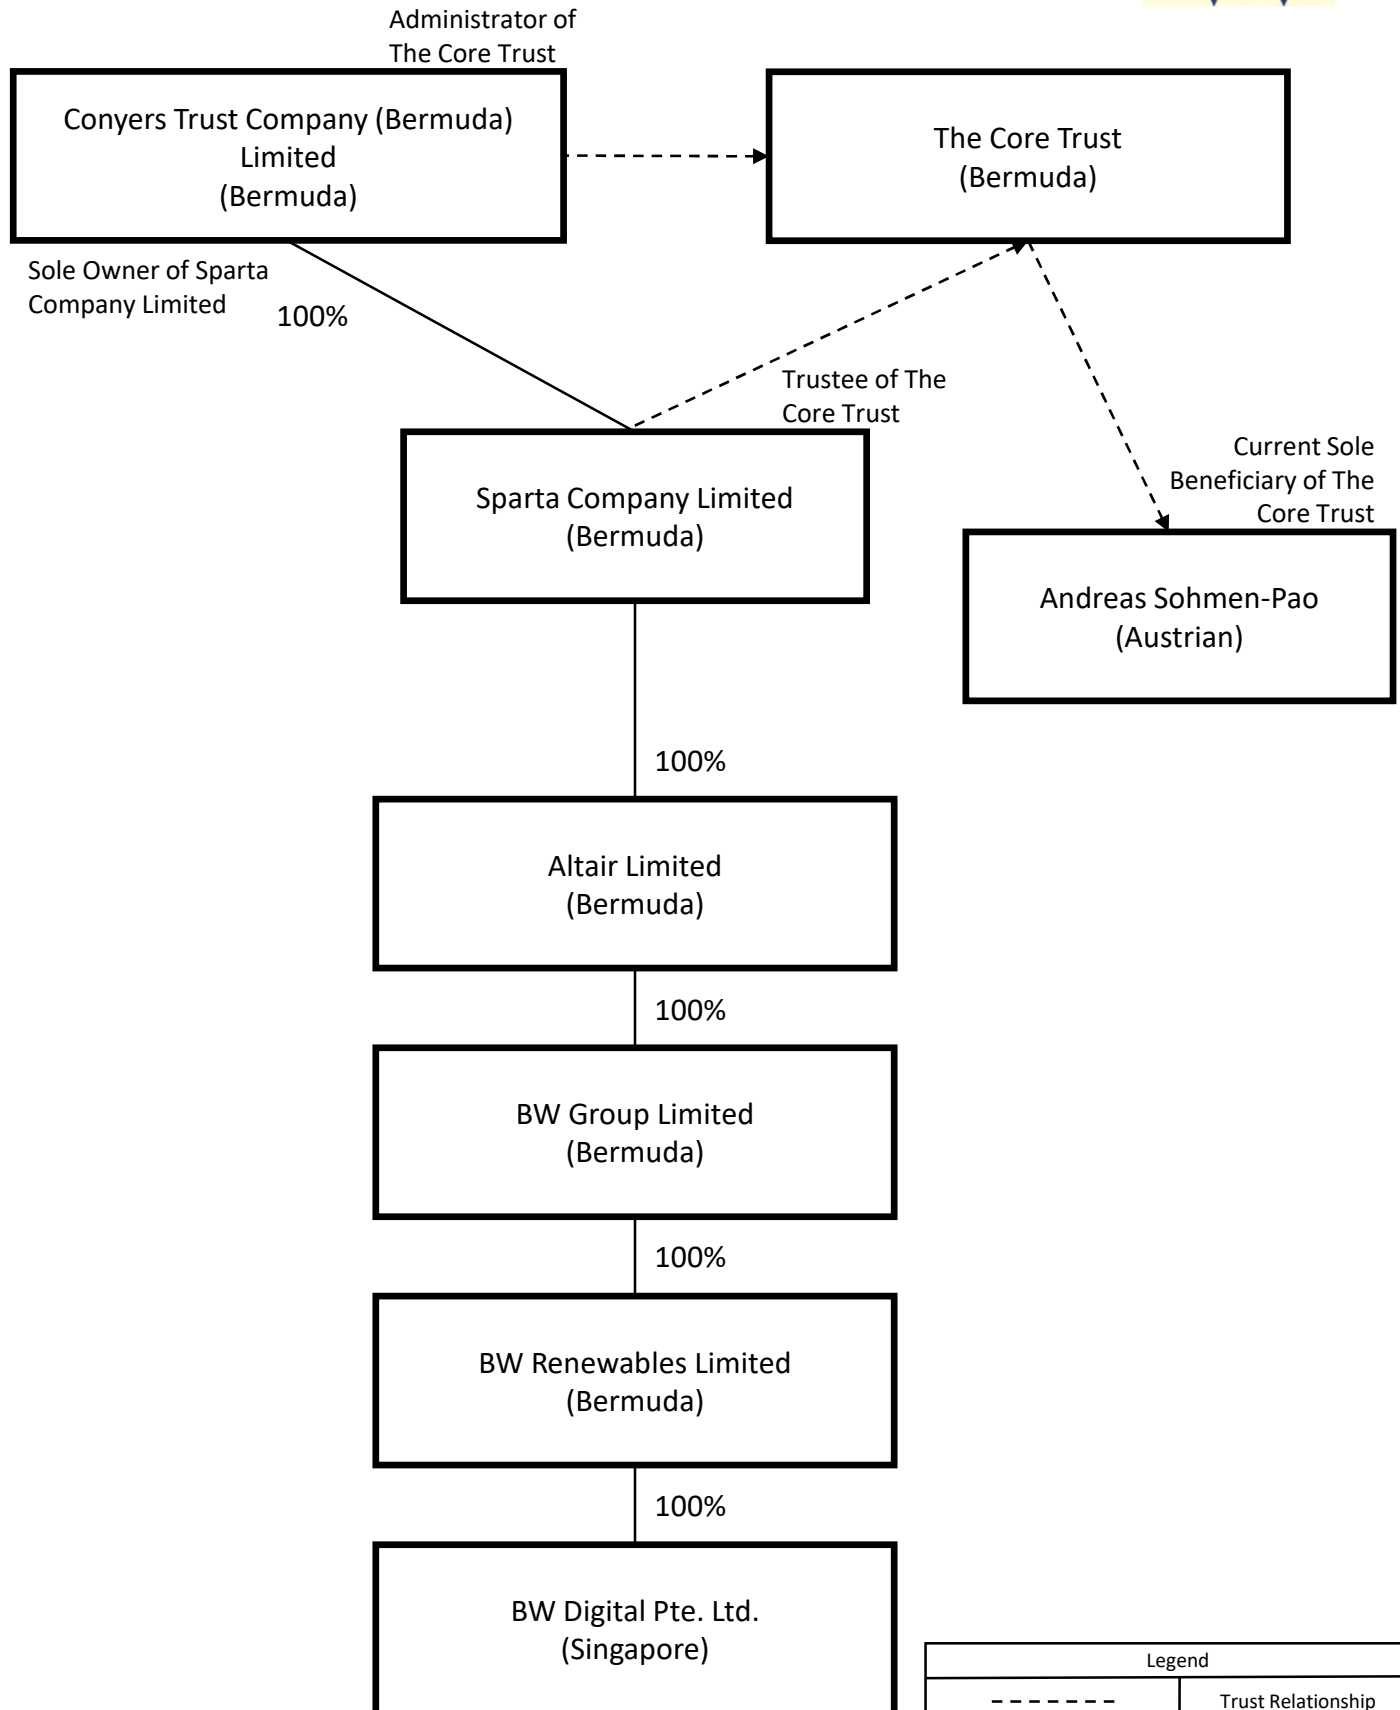 Administrator of
The Core Trust
Conyers Trust Company (Bermuda)
Limited
(Bermuda)
The Core Trust
(Bermuda)
Sole Owner of Sparta
Company Limited
100%
Trustee of The
Core Trust
Current Sole
Beneficiary of The
Core Trust
Sparta Company Limited
(Bermuda)
Andreas Sohmen-Pao
(Austrian)
100%
Altair Limited
(Bermuda)
100%
BW Group Limited
(Bermuda)
100%
BW Renewables Limited
(Bermuda)
100%
BW Digital Pte. Ltd.
(Singapore)
Legend
Trust Relationship